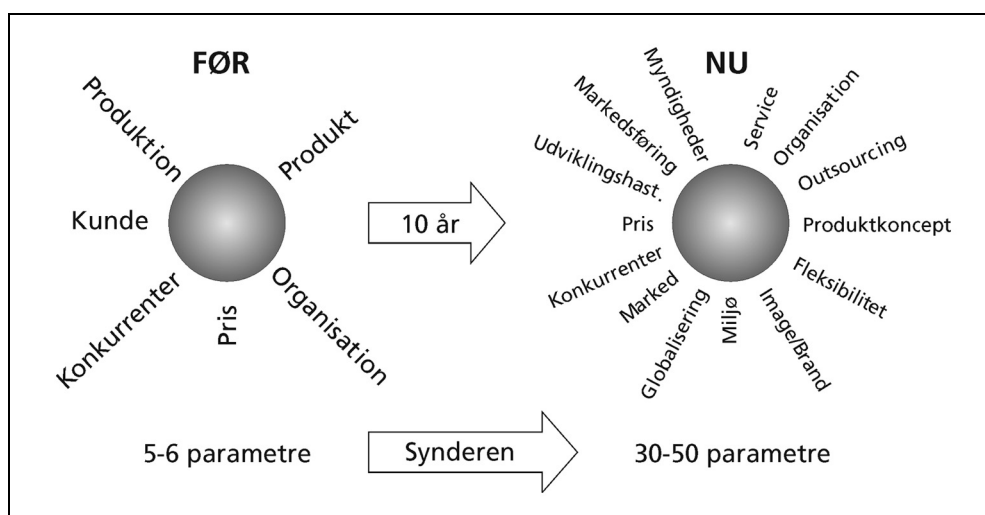 FØR
Produktion
Produkt
Kunde
Konkurrenter
Pris
Organisation
5-6 parametre
10 år
Synderen
NU
Myndigheder
Service
Markedsføring
Organisation
Udviklingshast.
Outsourcing
Pris
Produktkoncept
Konkurrenter
Fleksibilitet
Marked
Globalisering
Miljø
Image/Brand
30-50 parametre